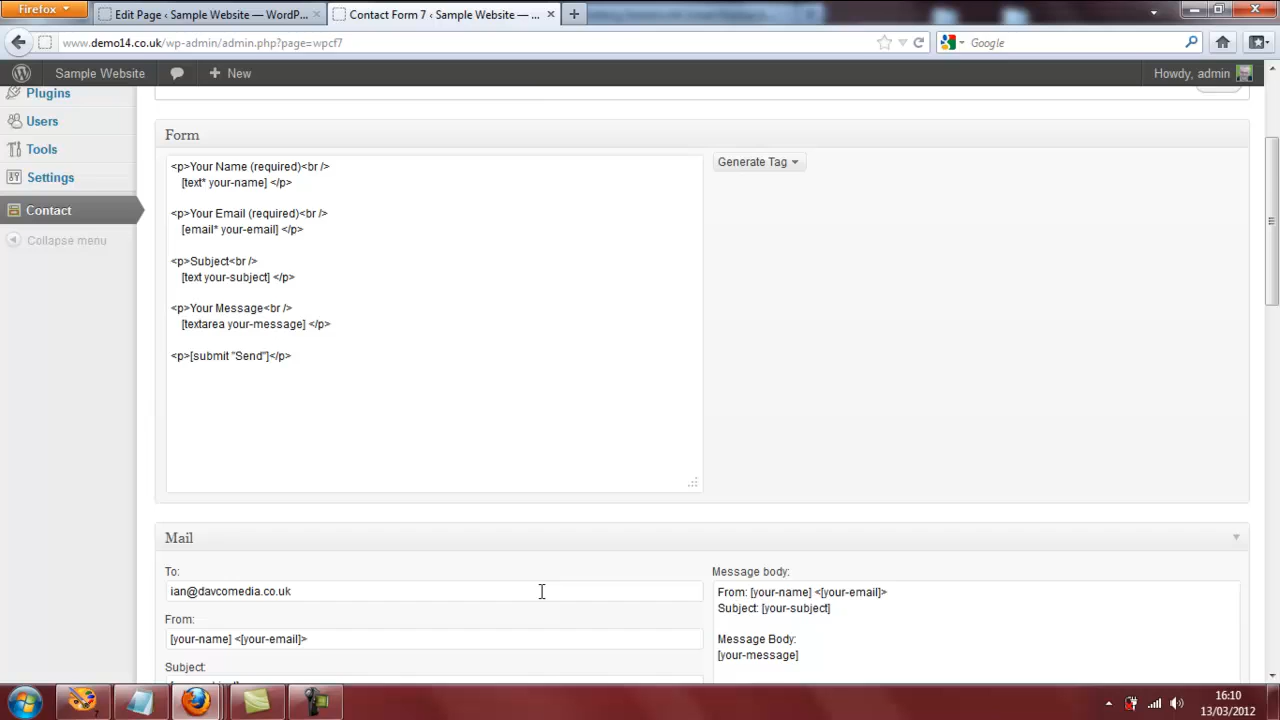 Firefox
Edit Page ‹ Sample Website — WordP...
Contact Form 7 ‹ Sample Website — ...
www.demo14.co.uk/wp-admin/admin.php?page=wpcf7
Google
Sample Website
New
Howdy, admin
Plugins
Users
Tools
Settings
Contact
Collapse menu
Form
<p>Your Name (required)<br />
[text* your-name] </p>
<p>Your Email (required)<br />
[email* your-email] </p>
<p>Subject<br />
[text your-subject] </p>
<p>Your Message<br />
[textarea your-message] </p>
<p>[submit "Send"]</p>
Generate Tag
Mail
To:
ian@davcomedia.co.uk
From:
[your-name] <[your-email]>
Subject:
Message body:
From: [your-name] <[your-email]>
Subject: [your-subject]
Message Body:
[your-message]
16:10
13/03/2012